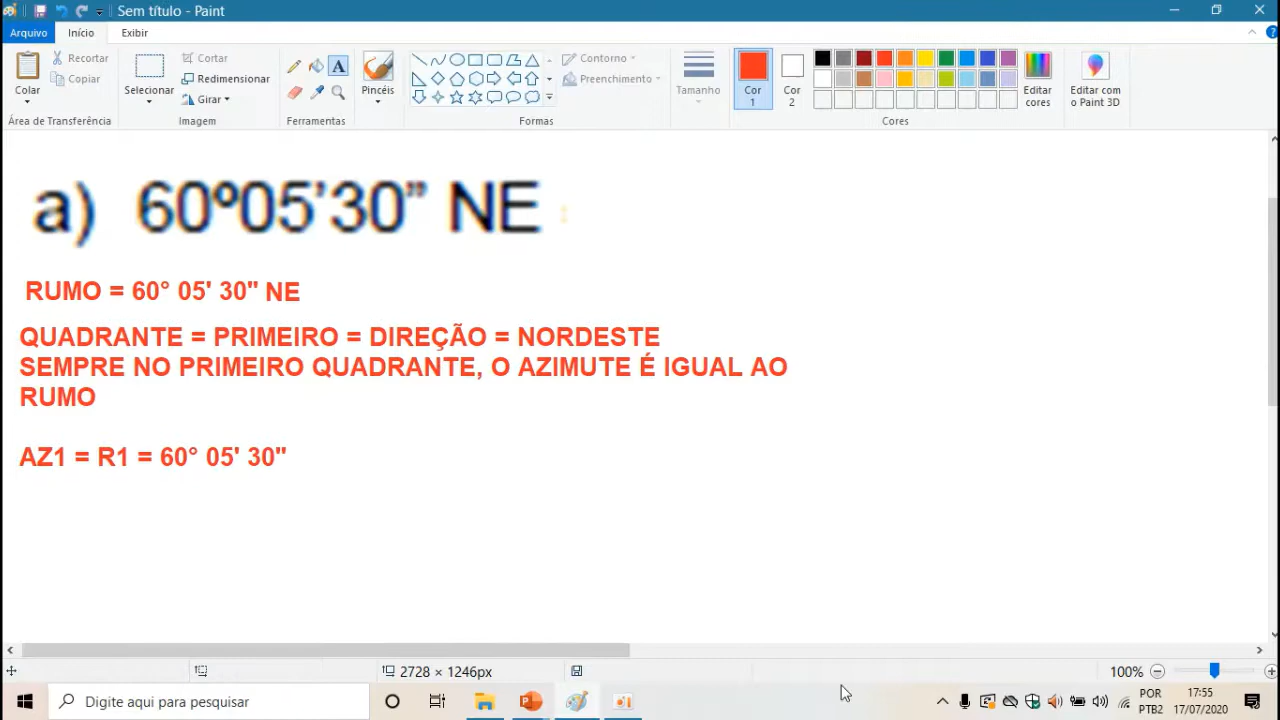 Sem título - Paint
Arquivo Início Exibir
Colar
Recortar
Copiar
Área de Transferência
Selecionar
Cortar
Redimensionar
Girar
Imagem
A
Ferramentas
Pincéis
Formas
Contorno
Preenchimento
Tamanho
Cor 1
Cor 2
Cores
Editar cores
Editar com o Paint 3D
a) 60º05’30” NE
RUMO = 60° 05' 30" NE
QUADRANTE = PRIMEIRO = DIREÇÃO = NORDESTE
SEMPRE NO PRIMEIRO QUADRANTE, O AZIMUTE É IGUAL AO
RUMO
AZ1 = R1 = 60° 05' 30"
2728 × 1246px
100%
Digite aqui para pesquisar
POR
PTB2
17:55
17/07/2020